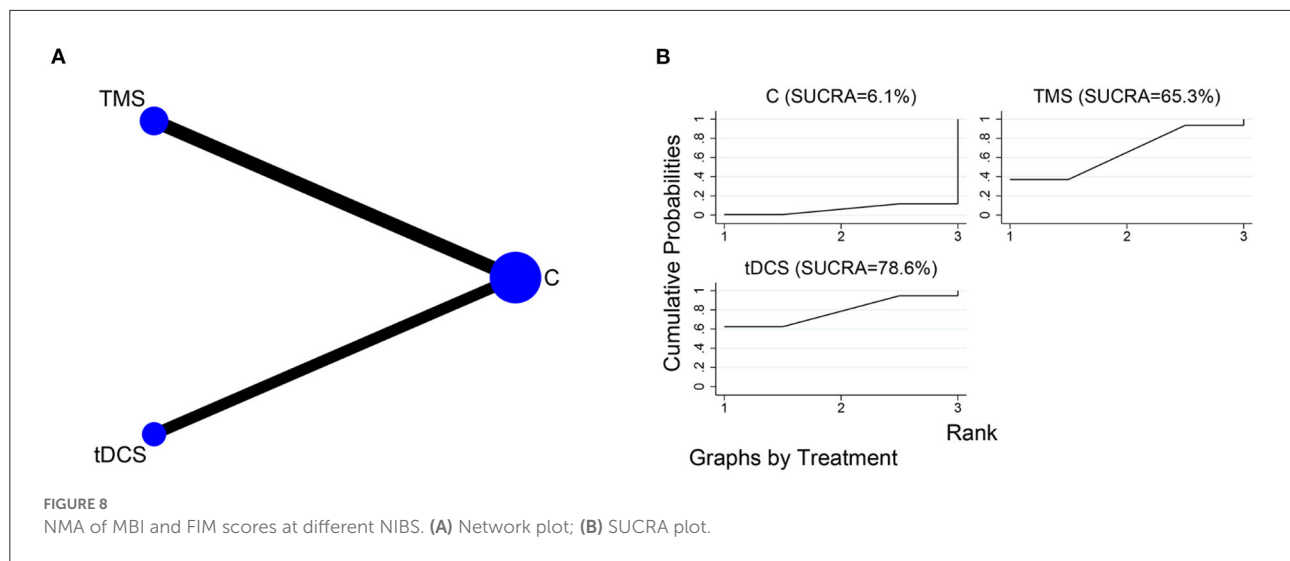 A
TMS
C
tDCS
B
C (SUCRA=6.1%)
TMS (SUCRA=65.3%)
tDCS (SUCRA=78.6%)
Cumulative Probabilities
0 .2 .4 .6 .8 1
1 2 3
0 .2 .4 .6 .8 1
1 2 3
0 .2 .4 .6 .8 1
1 2 3
Rank
Graphs by Treatment
FIGURE 8
NMA of MBI and FIM scores at different NIBS. (A) Network plot; (B) SUCRA plot.